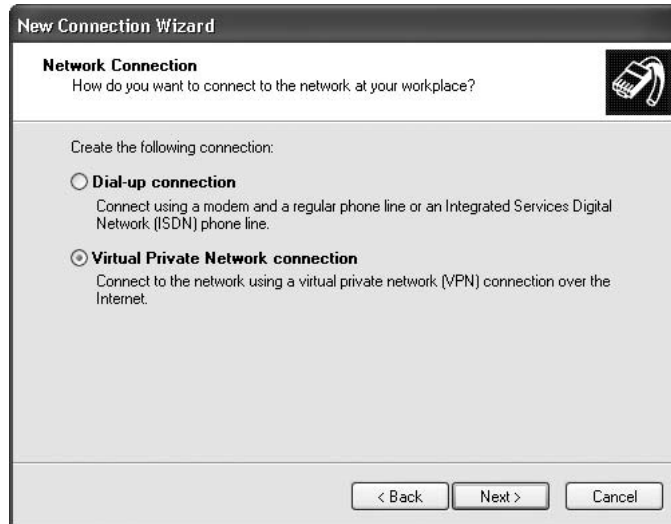 New Connection Wizard
Network Connection
How do you want to connect to the network at your workplace?
Create the following connection:
Dial-up connection
Connect using a modem and a regular phone line or an Integrated Services Digital
Network (ISDN) phone line.
Virtual Private Network connection
Connect to the network using a virtual private network (VPN) connection over the
Internet.
< Back
Next >
Cancel